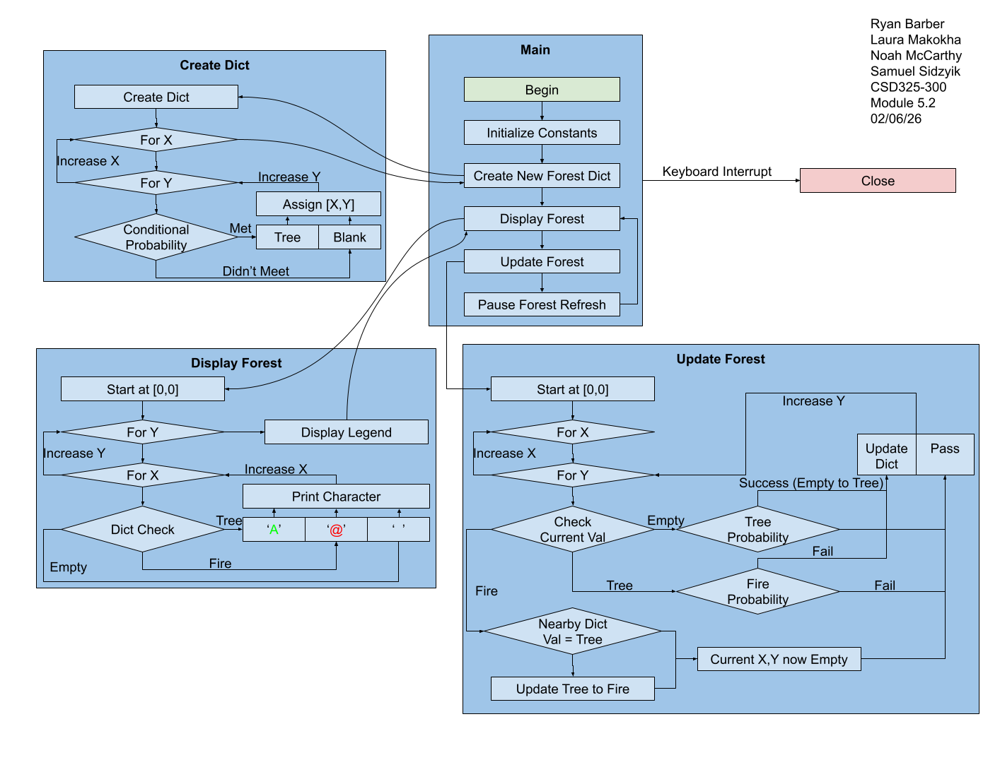 Ryan Barber
Laura Makokha
Noah McCarthy
Samuel Sidzyik
CSD325-300
Module 5.2
02/06/26
Create Dict
Create Dict
For X
Increase X
For Y
Increase Y
Assign [X,Y]
Conditional
Probability
Met
Tree
Blank
Didn't Meet
Main
Begin
Initialize Constants
Create New Forest Dict
Display Forest
Update Forest
Pause Forest Refresh
Keyboard Interrupt
Close
Display Forest
Start at [0,0]
For Y
Display Legend
Increase Y
For X
Increase X
Print Character
Dict Check
Tree
‘A’
‘@’
‘ ’
Fire
Empty
Update Forest
Start at [0,0]
Increase Y
For X
Increase X
For Y
Update
Dict
Pass
Success (Empty to Tree)
Check
Current Val
Empty
Tree
Probability
Fail
Tree
Fire
Probability
Fail
Fire
Nearby Dict
Val = Tree
Current X,Y now Empty
Update Tree to Fire